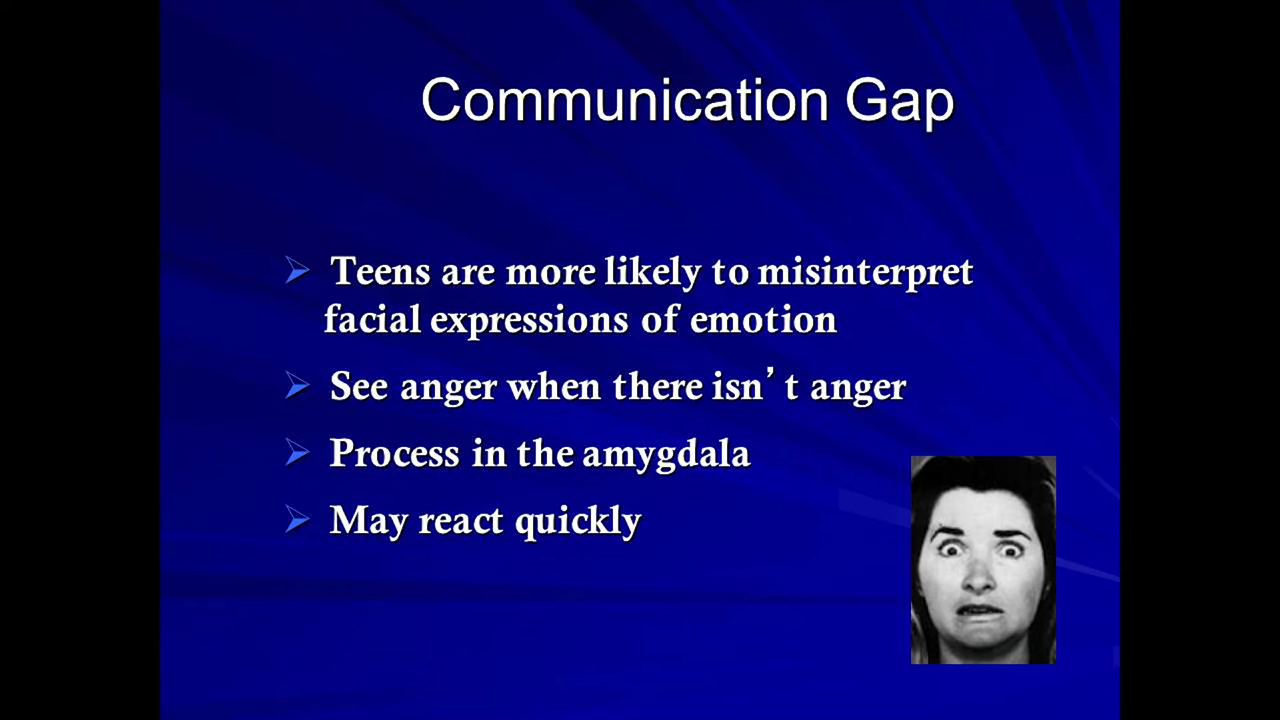 Communication Gap
Teens are more likely to misinterpret
facial expressions of emotion
See anger when there isn’ t anger
Process in the amygdala
May react quickly